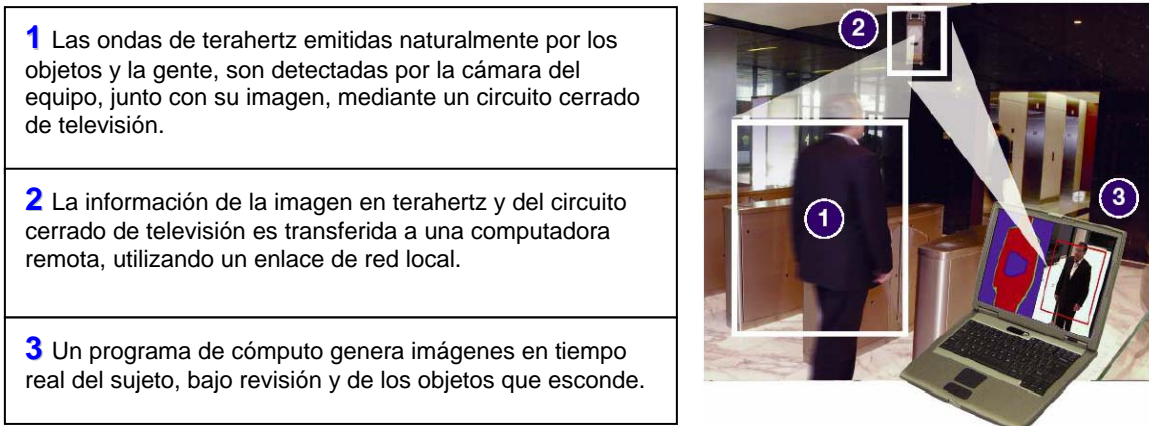 1 Las ondas de terahertz emitidas naturalmente por los
objetos y la gente, son detectadas por la cámara del
equipo, junto con su imagen, mediante un circuito cerrado
de televisión.
2 La información de la imagen en terahertz y del circuito
cerrado de televisión es transferida a una computadora
remota, utilizando un enlace de red local.
3 Un programa de cómputo genera imágenes en tiempo
real del sujeto, bajo revisión y de los objetos que esconde.
2
1
3